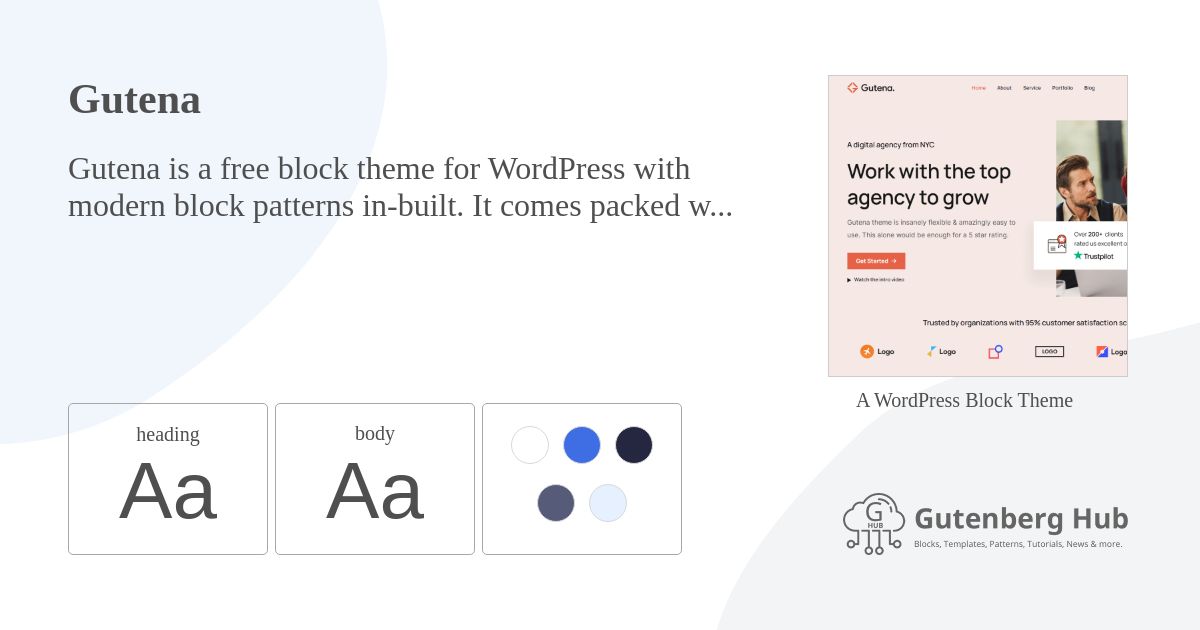 Gutena
Gutena is a free block theme for WordPress with
modern block patterns in-built. It comes packed w...
heading
Aa
body
Aa
Gutena.
Home About Service Portfolio Blog
A digital agency from NYC
Work with the top
agency to grow
Gutena theme is insanely flexible & amazingly easy to
use. This alone would be enough for a 5 star rating.
Get Started →
Watch the intro video
Over 200+ clients
rated us excellent o
Trustpilot
Trusted by organizations with 95% customer satisfaction sc
Logo
Logo
LOGO
Logo
A WordPress Block Theme
G
HUB
Gutenberg Hub
Blocks, Templates, Patterns, Tutorials, News & more.